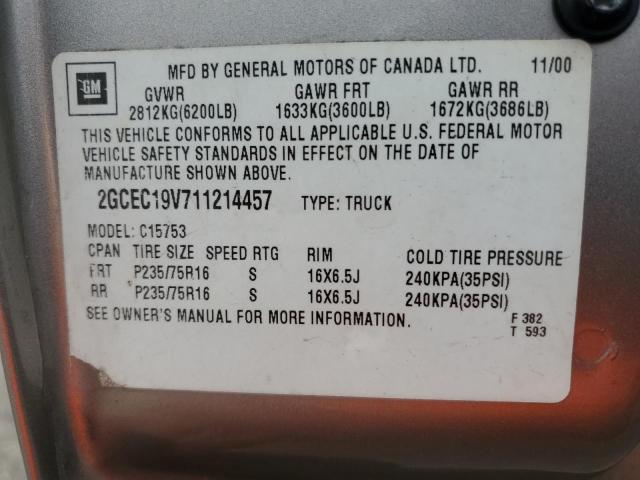 GM
MFD BY GENERAL MOTORS OF CANADA LTD. 11/00
GVWR GAWR FRT GAWR RR
2812KG(6200LB) 1633KG(3600LB) 1672KG(3686LB)
THIS VEHICLE CONFORMS TO ALL APPLICABLE U.S. FEDERAL MOTOR
VEHICLE SAFETY STANDARDS IN EFFECT ON THE DATE OF
MANUFACTURE SHOWN ABOVE.
2GCEC19V711214457 TYPE: TRUCK
MODEL: C15753
CPAN TIRE SIZE SPEED RTG RIM COLD TIRE PRESSURE
FRT P235/75R16 S 16X6.5J 240KPA(35PSI)
RR P235/75R16 S 16X6.5J 240KPA(35PSI)
SEE OWNER'S MANUAL FOR MORE INFORMATION.
F 382
T 593